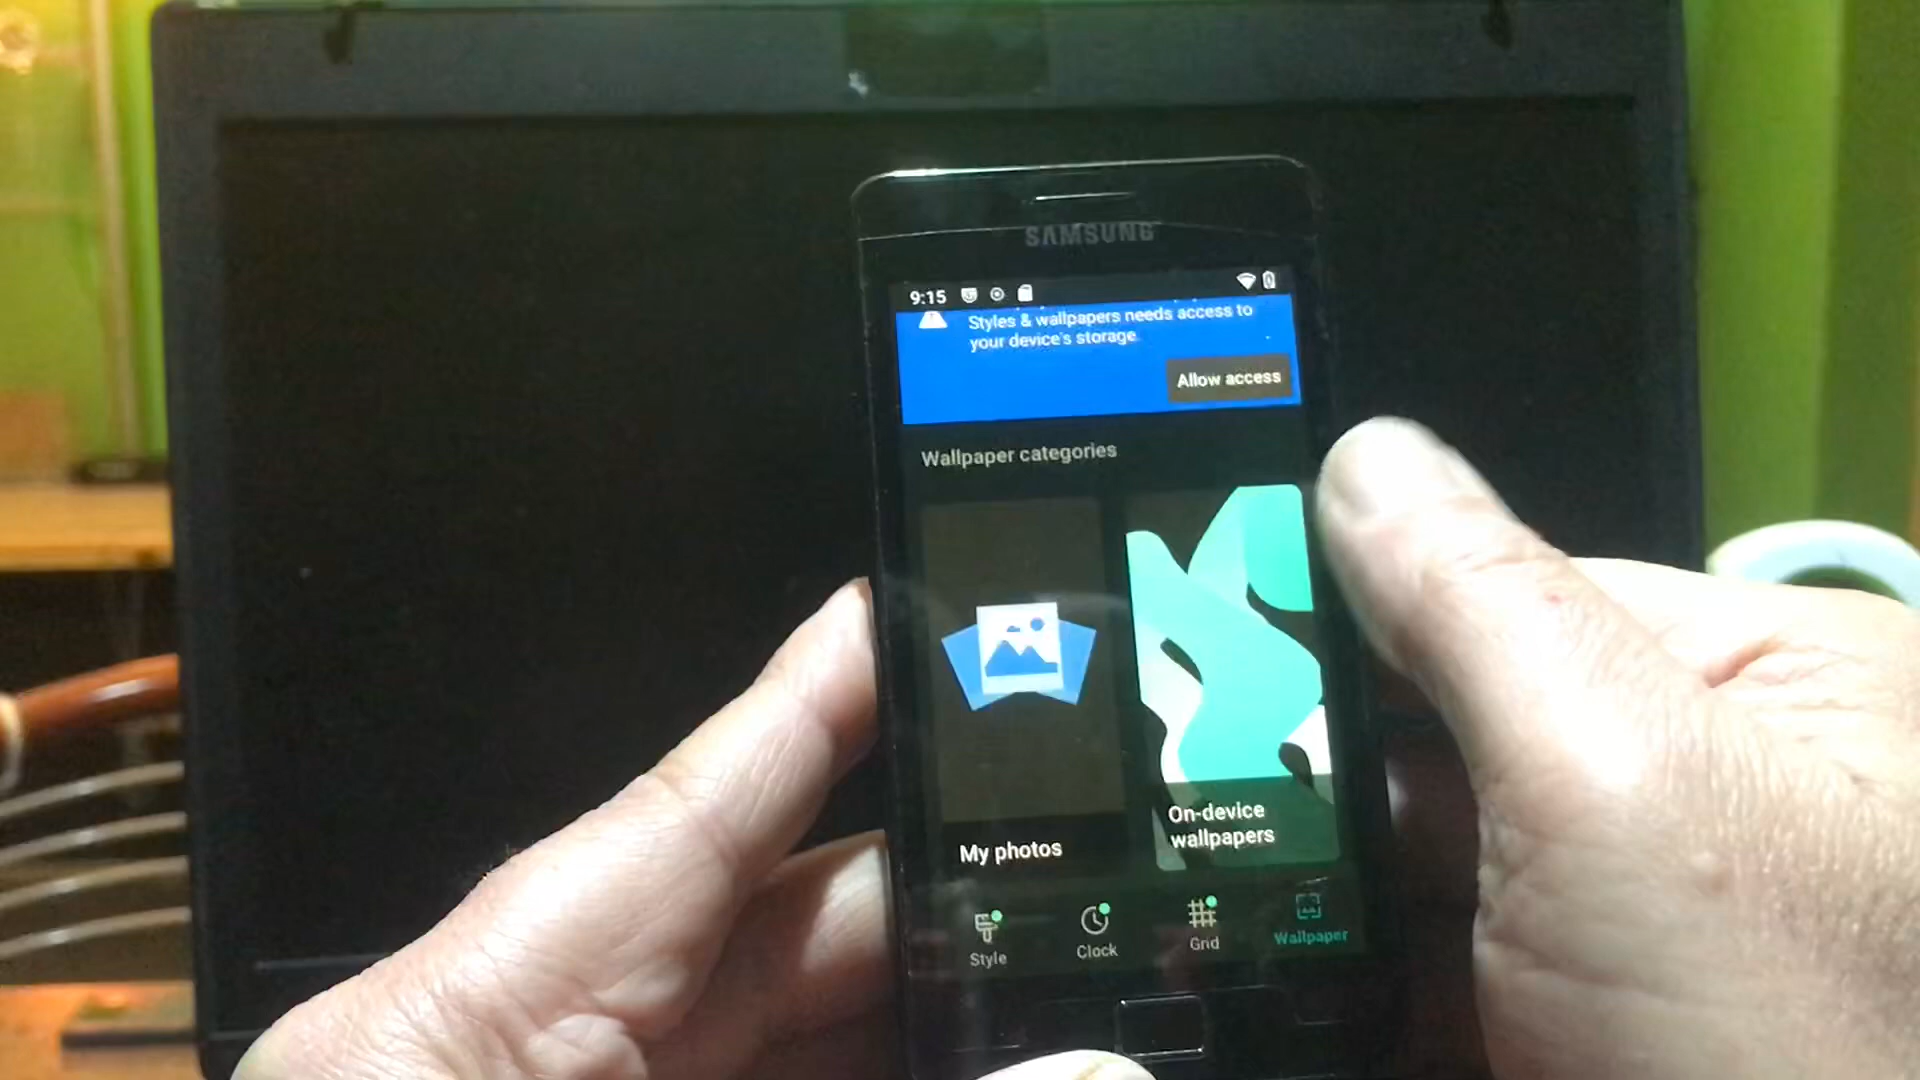 SAMSUNG
9:15
Styles & wallpapers needs access to
your device's storage.
Allow access
Wallpaper categories
My photos
On-device
wallpapers
Style
Clock
Grid
Wallpaper